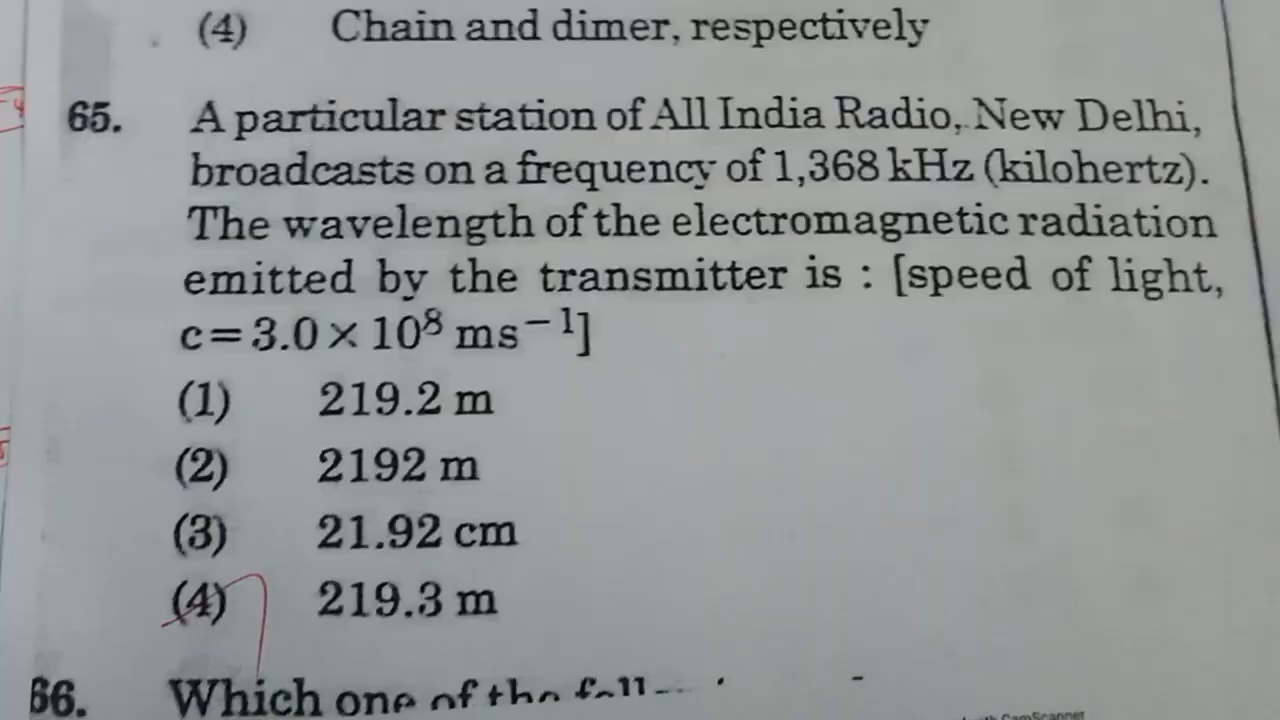 (4) Chain and dimer, respectively
65. A particular station of All India Radio, New Delhi,
broadcasts on a frequency of 1,368 kHz (kilohertz).
The wavelength of the electromagnetic radiation
emitted by the transmitter is : [speed of light,
c=3.0×10⁸ ms⁻¹]
(1) 219.2 m
(2) 2192 m
(3) 21.92 cm
(4) 219.3 m
66. Which one of the
CamScanner